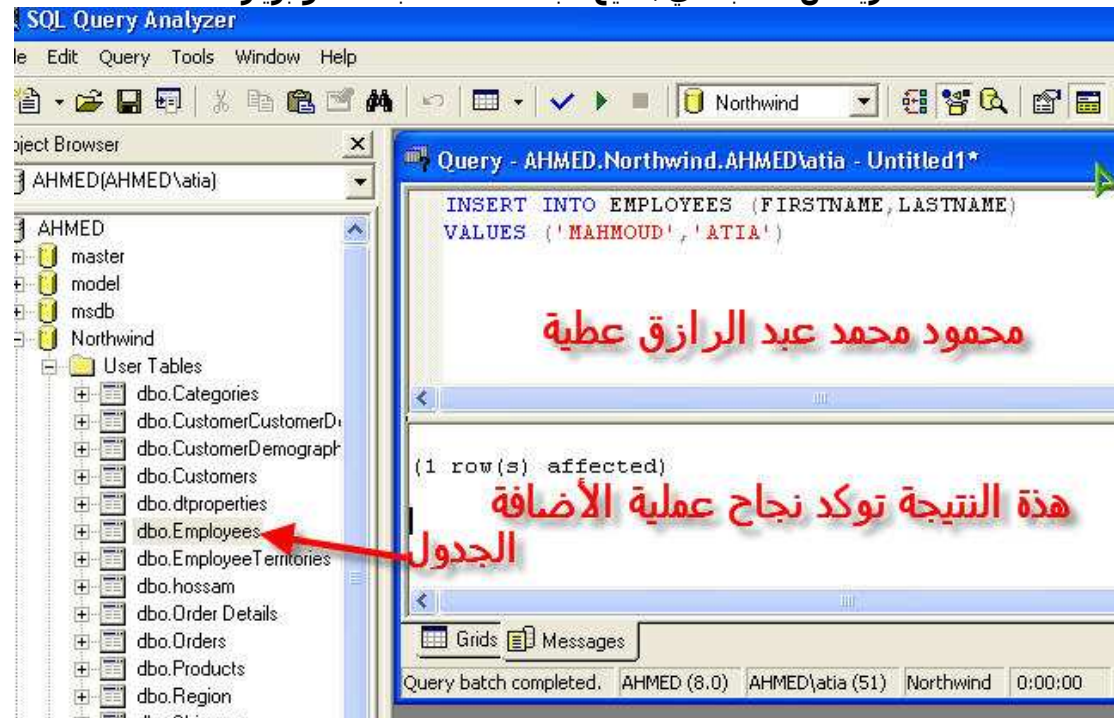 SQL Query Analyzer
Edit Query Tools Window Help
Northwind
Object Browser
AHMED(AHMED\atia)
AHMED
master
model
msdb
Northwind
User Tables
dbo.Categories
dbo.CustomerCustomerD
dbo.CustomerDemograph
dbo.Customers
dbo.dtproperties
dbo.Employees
dbo.EmployeeTerritories
dbo.hossam
dbo.Order Details
dbo.Orders
dbo.Products
dbo.Region
Query - AHMED.Northwind.AHMED\atia - Untitled1*
INSERT INTO EMPLOYEES (FIRSTNAME,LASTNAME)
VALUES ('MAHMOUD','ATIA')
محمود محمد عبد الرازق عطية
(1 row(s) affected)
هذة النتيجة توكد نجاح عملية الأضافة
الجدول
Grids Messages
Query batch completed. AHMED (8.0) AHMED\atia (51) Northwind 0:00:00